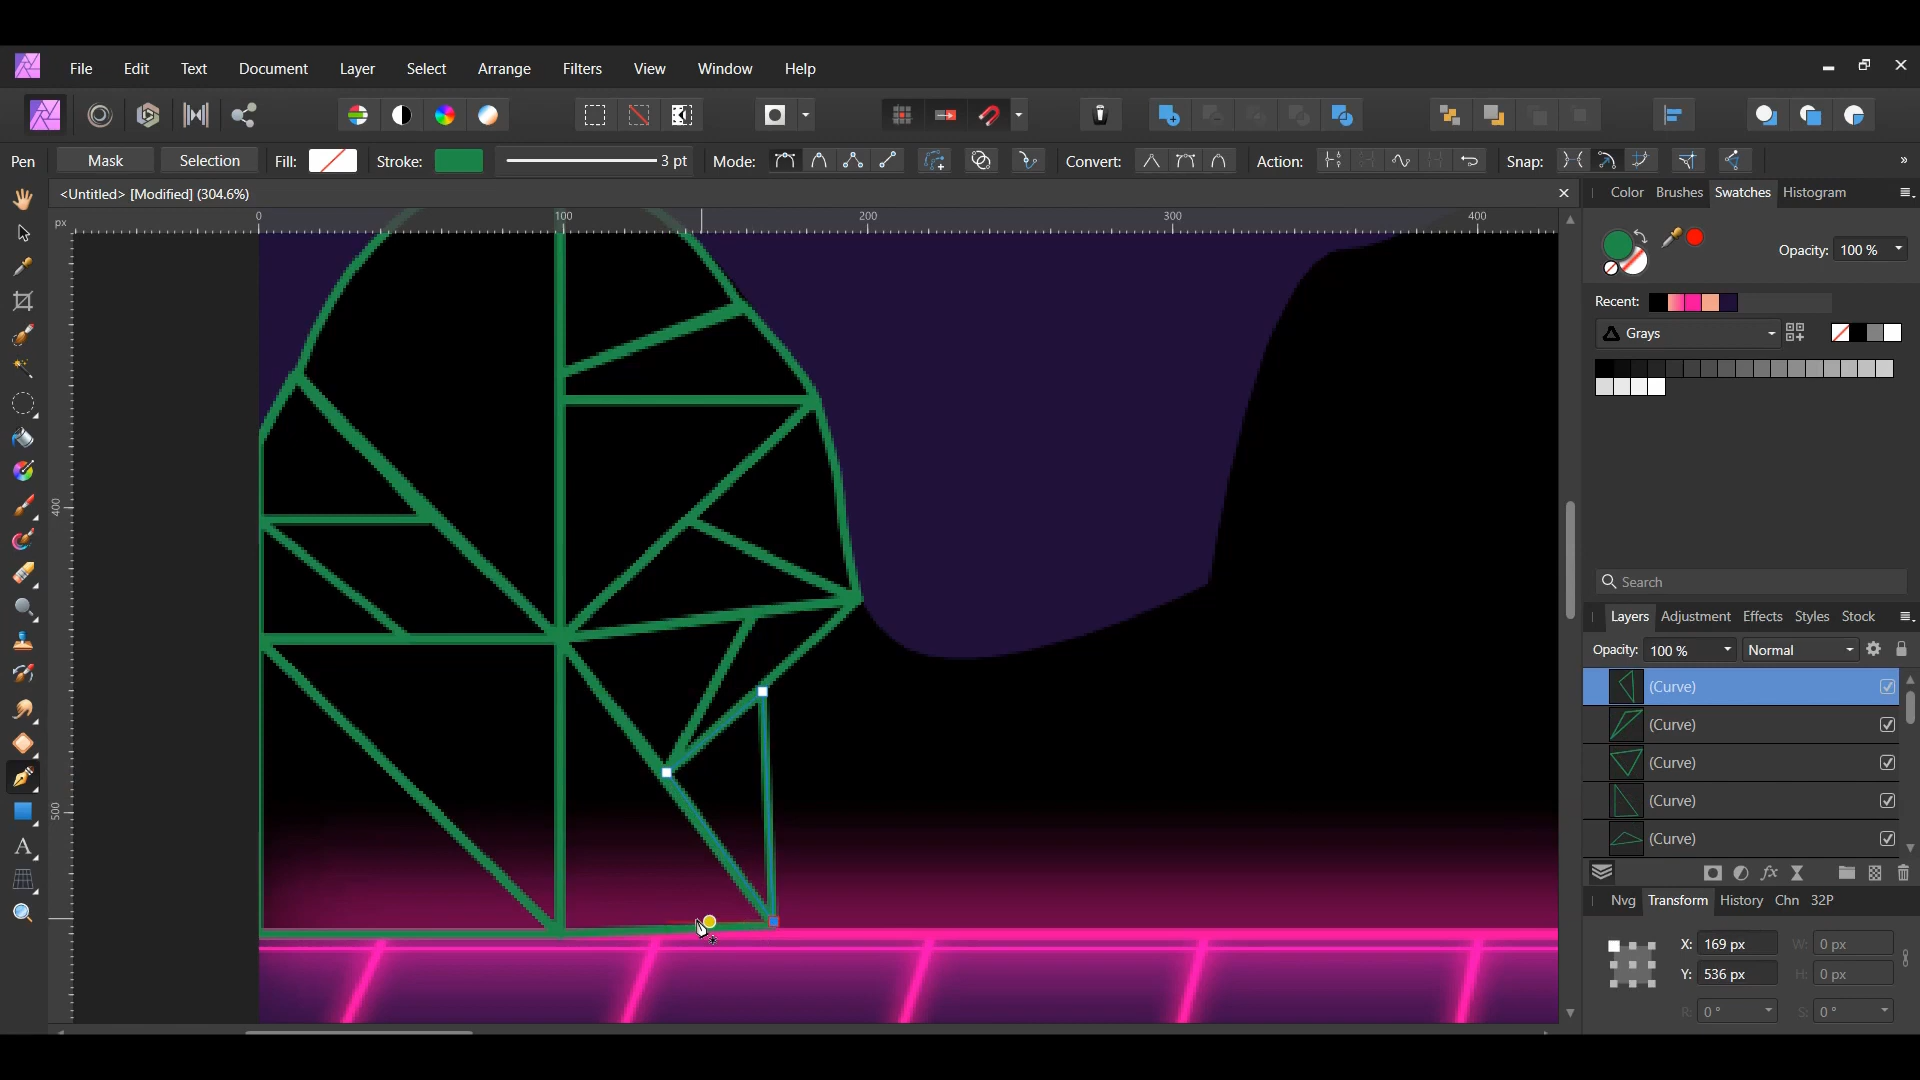 File Edit Text Document Layer Select Arrange Filters View Window Help
Pen Mask Selection Fill: Stroke: 3 pt Mode: Convert: Action: Snap: »
<Untitled> [Modified] (304.6%)
Color Brushes Swatches Histogram
px 0 100 200 300 400
400
500
Opacity: 100 %
Recent:
Grays
Search
Layers Adjustment Effects Styles Stock
Opacity: 100 % Normal
(Curve)
(Curve)
(Curve)
(Curve)
(Curve)
Nvg Transform History Chn 32P
X: 169 px W: 0 px
Y: 536 px H: 0 px
R: 0 ° S: 0 °